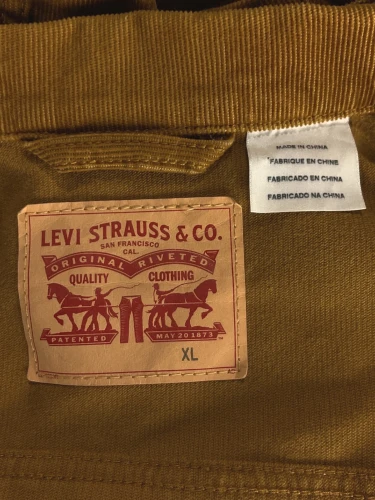 MADE IN CHINA
FABRIQUE EN CHINE
FABRICADO EN CHINA
FABRICADO NA CHINA
LEVI STRAUSS & CO.
SAN FRANCISCO
CAL.
ORIGINAL RIVETED
QUALITY CLOTHING
PATENTED MAY 20 1873
XL